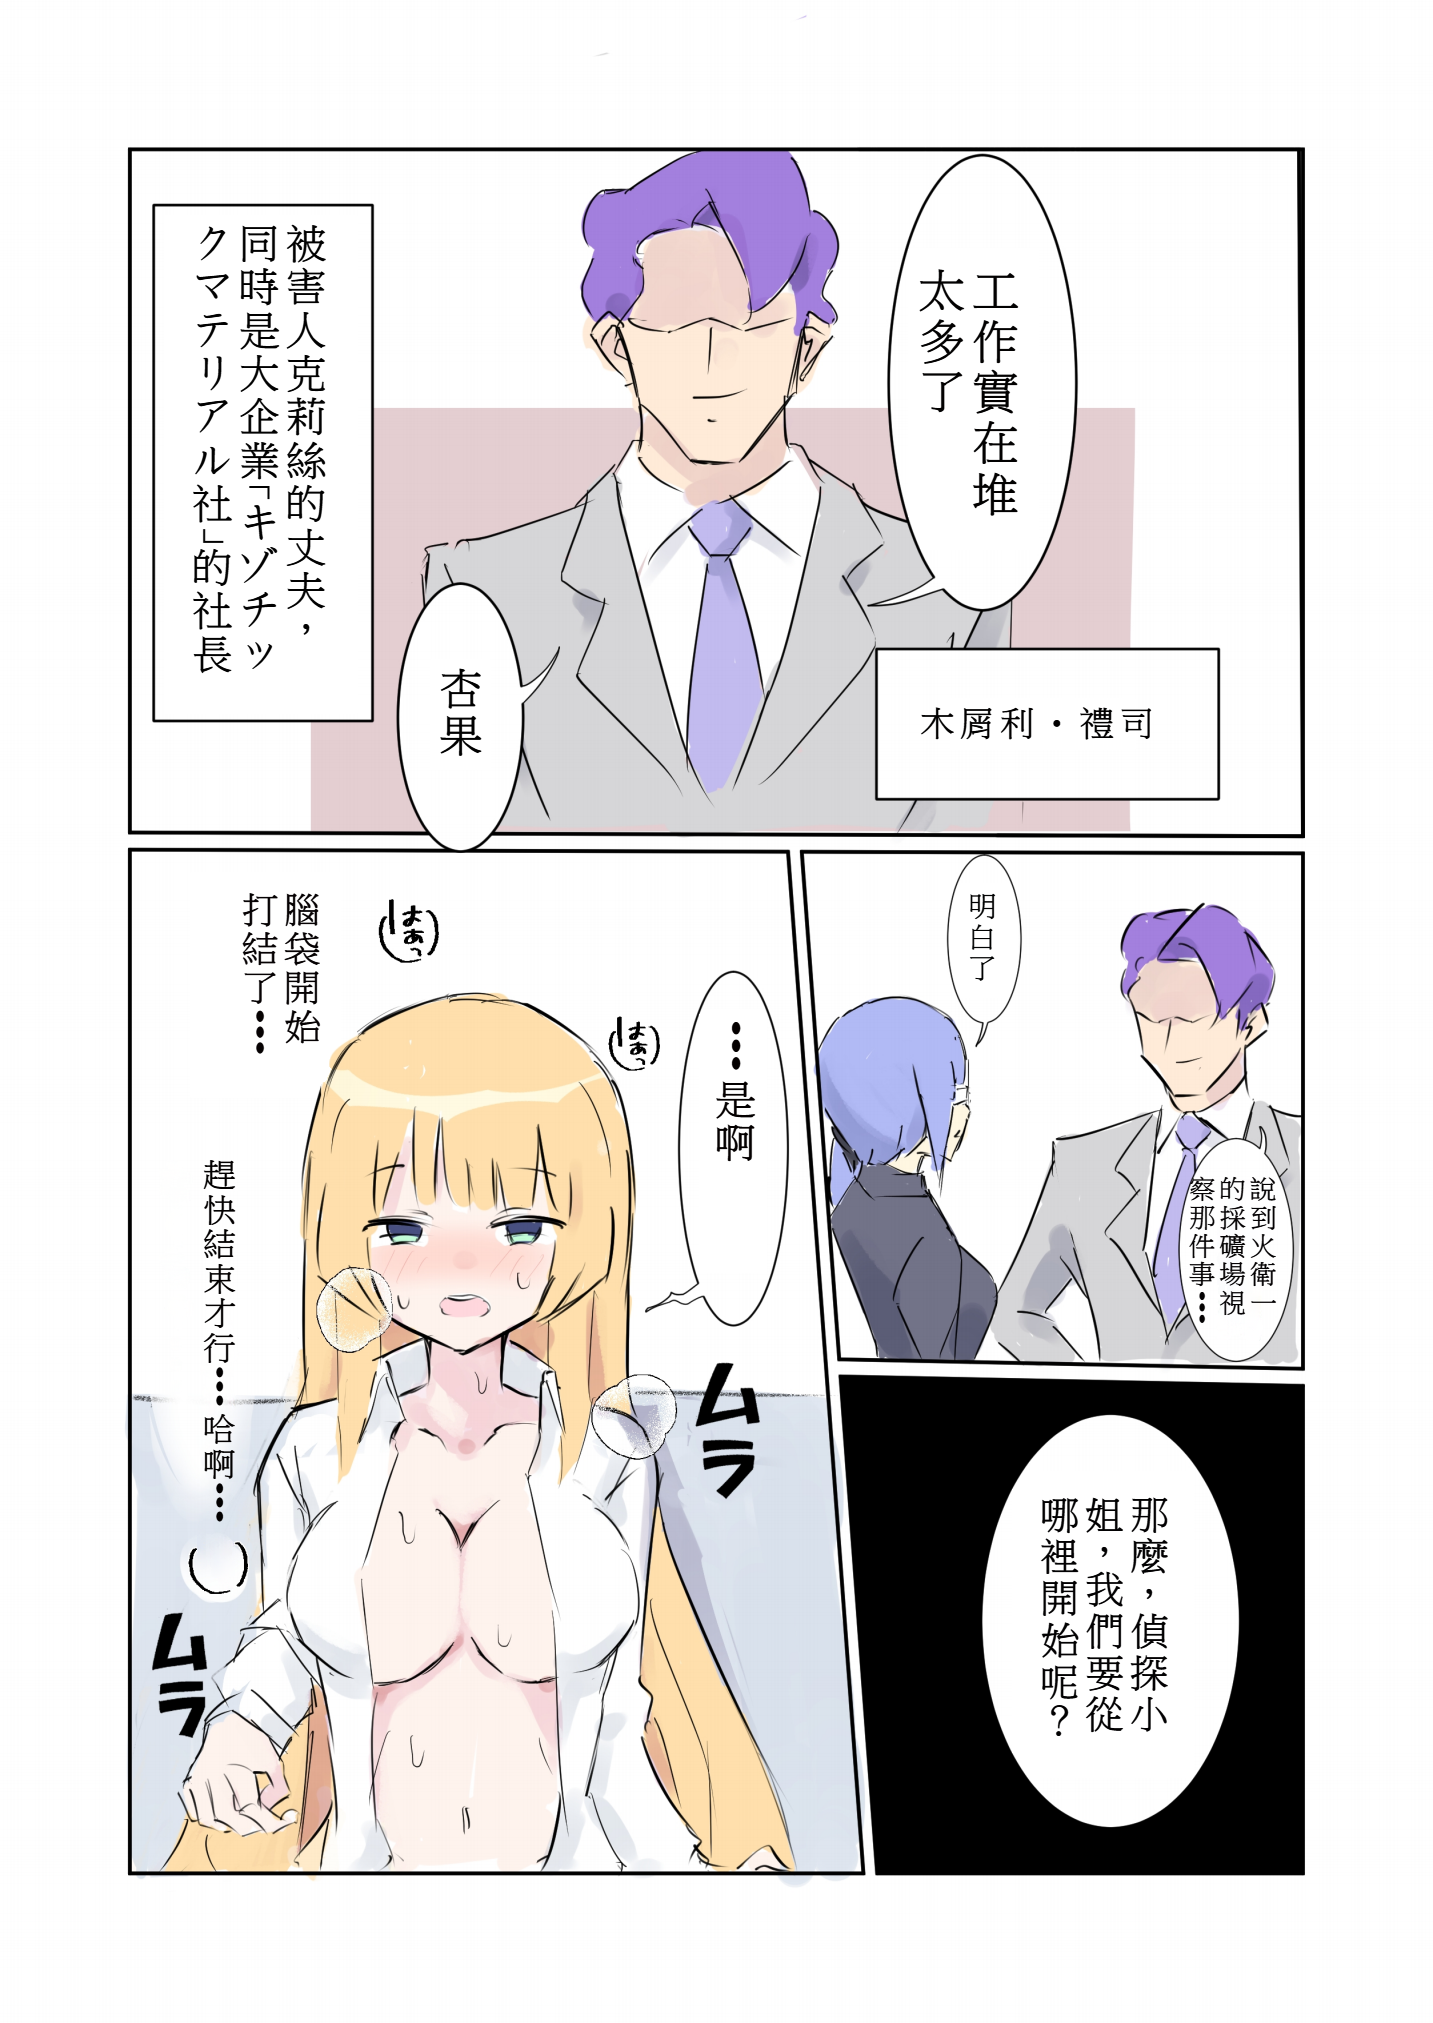 工作實在堆
太多了
被害人克莉絲的丈夫，
同時是大企業「キゾチッ
クマテリアル社」的社長
木屑利・禮司
杏果
明白了
說到火衛一
的採礦場視
察那件事……
那麼，偵探小
姐，我們要從
哪裡開始呢？
…是啊
はぁっ
はぁっ
腦袋開始
打結了……
趕快結束才行……哈啊……
ムラ
ムラ